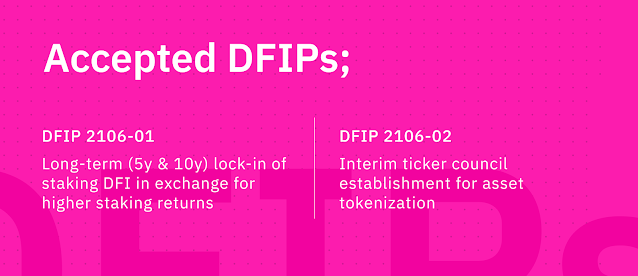 Accepted DFIPs;
DFIP 2106-01
Long-term (5y & 10y) lock-in of
staking DFI in exchange for
higher staking returns
DFIP 2106-02
Interim ticker council
establishment for asset
tokenization
DFIPs